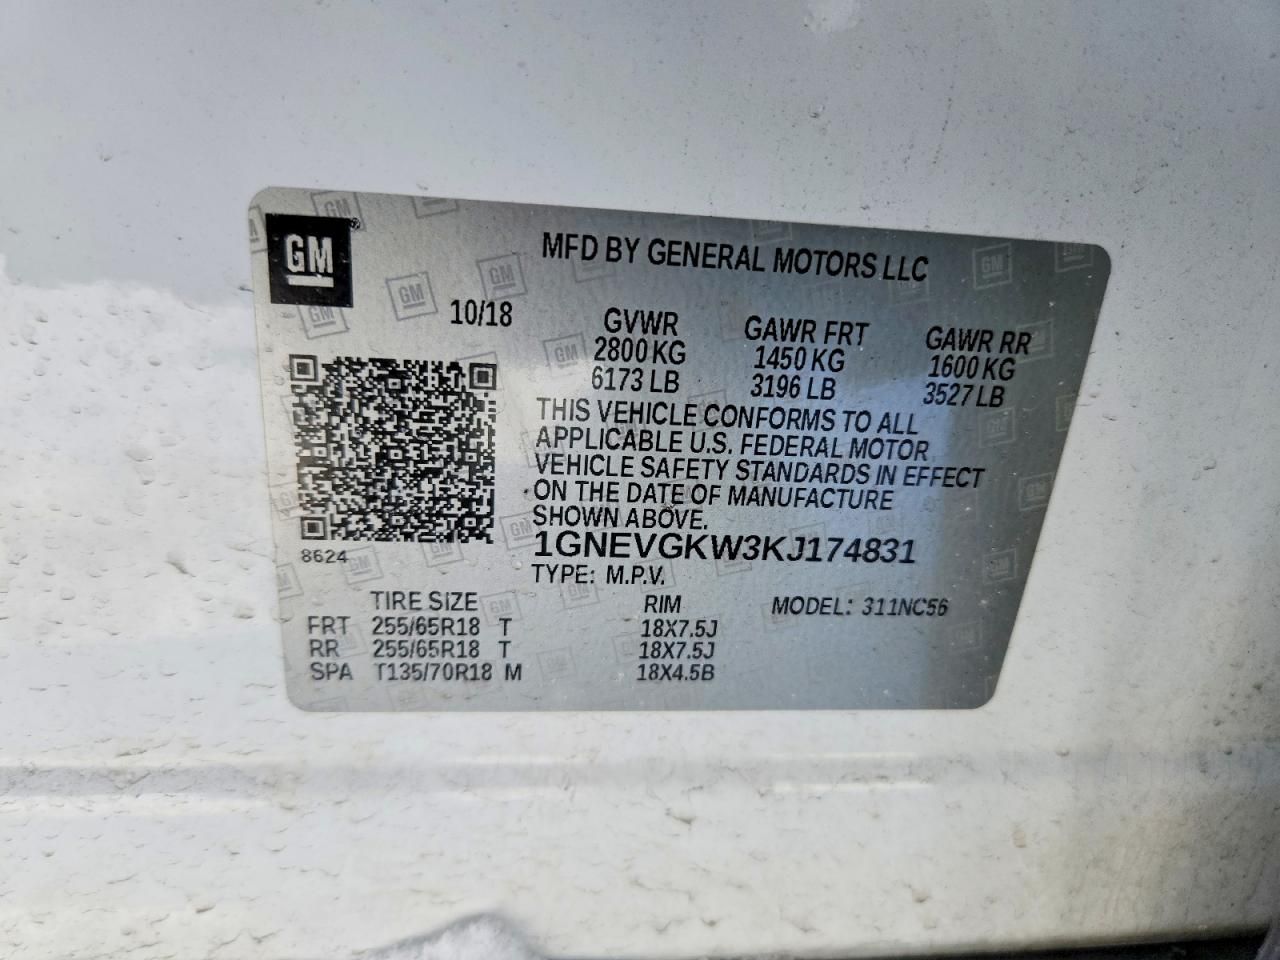 GM
MFD BY GENERAL MOTORS LLC
10/18
GVWR GAWR FRT GAWR RR
2800 KG 1450 KG 1600 KG
6173 LB 3196 LB 3527 LB
THIS VEHICLE CONFORMS TO ALL
APPLICABLE U.S. FEDERAL MOTOR
VEHICLE SAFETY STANDARDS IN EFFECT
ON THE DATE OF MANUFACTURE
SHOWN ABOVE.
8624
1GNEVGKW3KJ174831
TYPE: M.P.V.
TIRE SIZE RIM MODEL: 311NC56
FRT 255/65R18 T 18X7.5J
RR 255/65R18 T 18X7.5J
SPA T135/70R18 M 18X4.5B